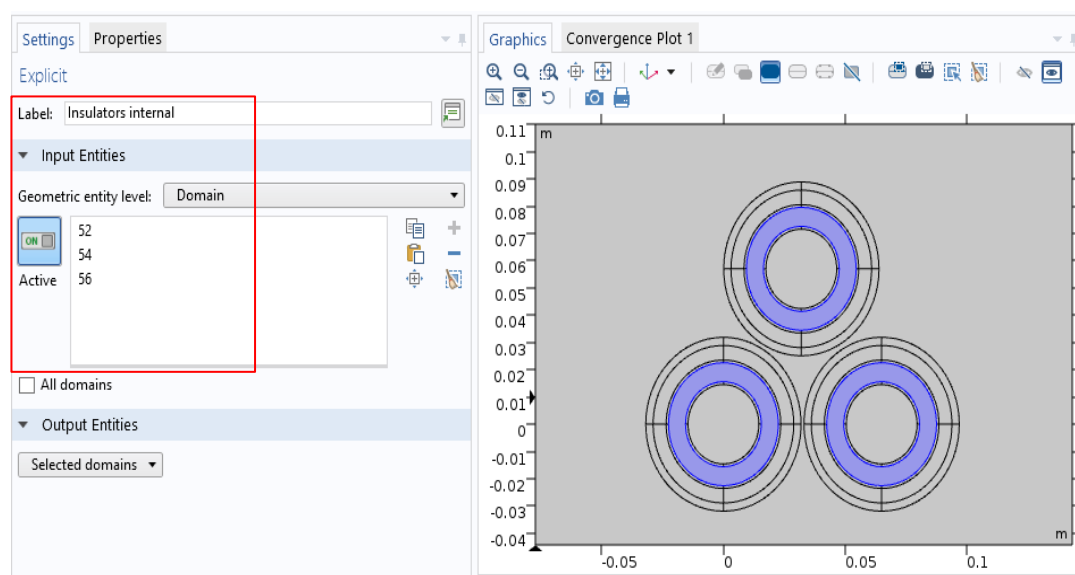 Settings Properties
Explicit
Label: Insulators internal
Input Entities
Geometric entity level: Domain
ON
Active
52
54
56
All domains
Output Entities
Selected domains
Graphics Convergence Plot 1
m
0.11
0.1
0.09
0.08
0.07
0.06
0.05
0.04
0.03
0.02
0.01
0
-0.01
-0.02
-0.03
-0.04
m
-0.05 0 0.05 0.1